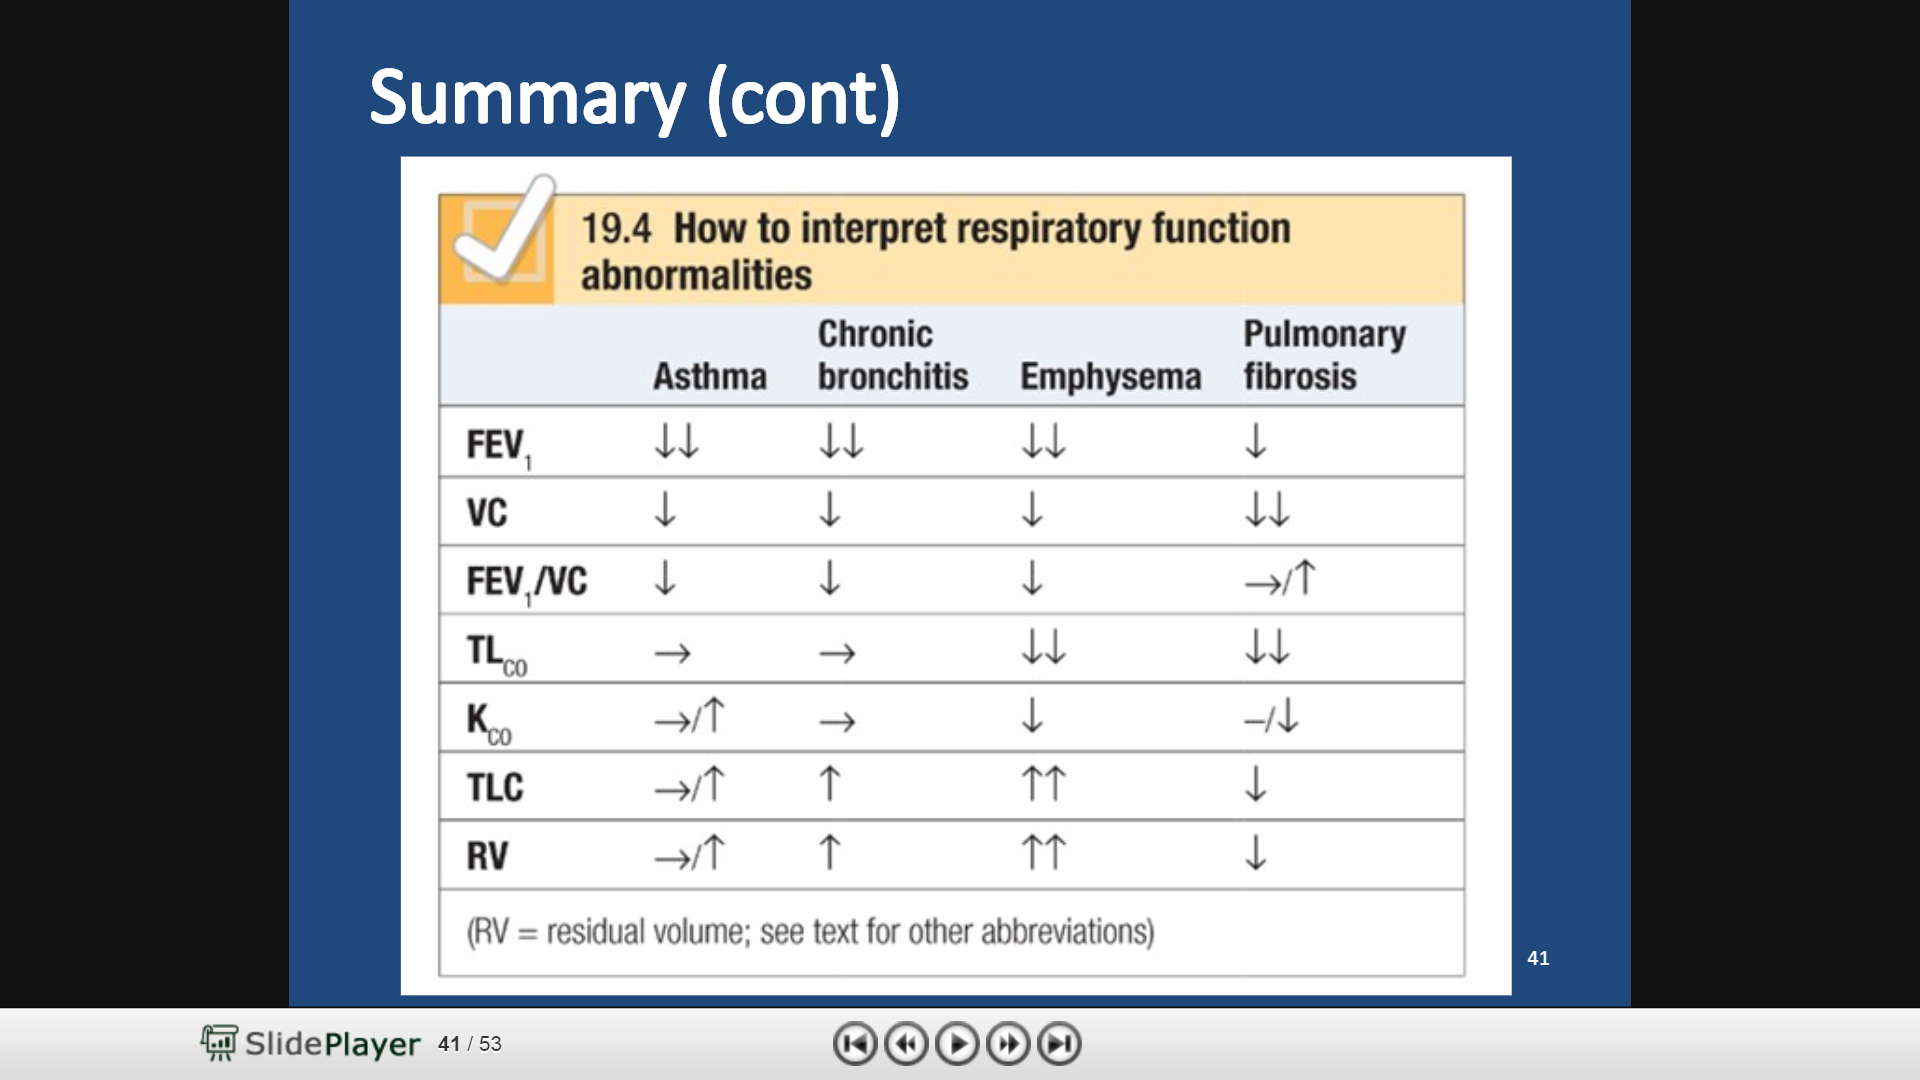 Summary (cont)
19.4 How to interpret respiratory function
abnormalities
Asthma Chronic bronchitis Emphysema Pulmonary fibrosis
FEV₁ ↓↓ ↓↓ ↓↓ ↓
VC ↓ ↓ ↓ ↓↓
FEV₁/VC ↓ ↓ ↓ →/↑
TLCO → → ↓↓ ↓↓
KCO →/↑ → ↓ –/↓
TLC →/↑ ↑ ↑↑ ↓
RV →/↑ ↑ ↑↑ ↓
(RV = residual volume; see text for other abbreviations)
41
SlidePlayer 41 / 53